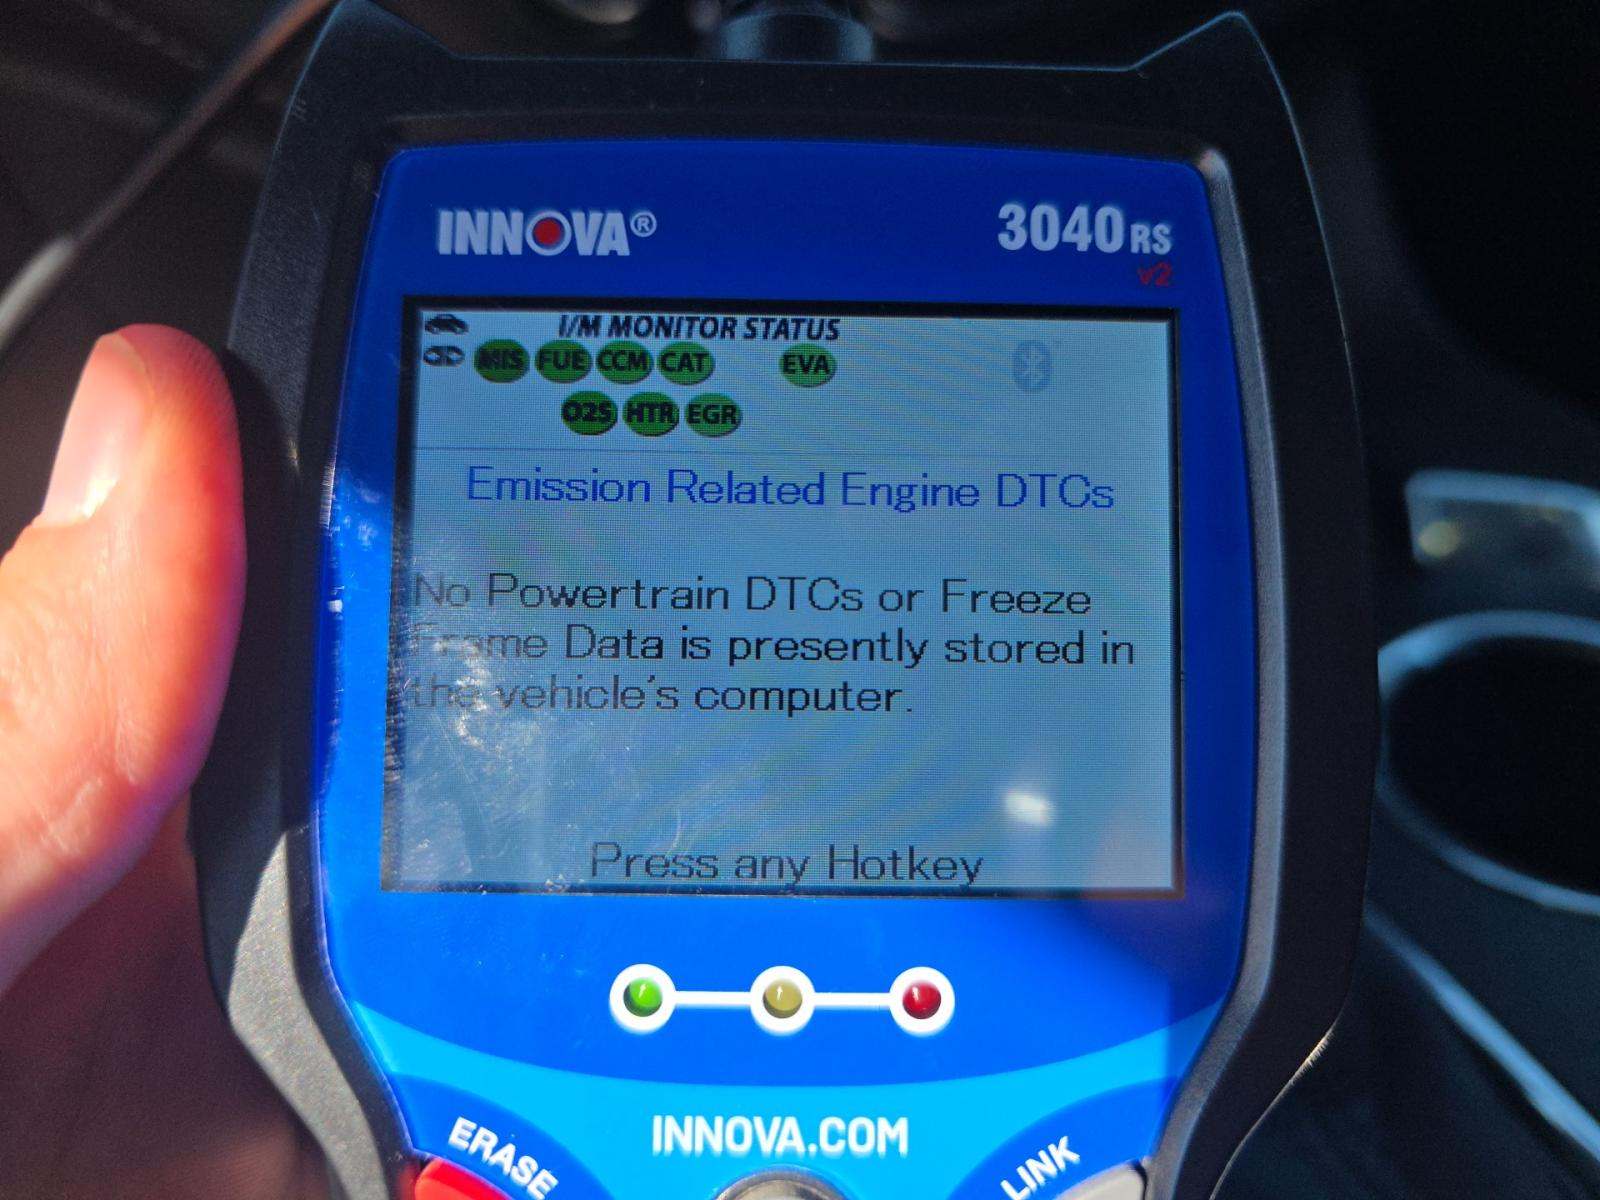 INNOVA®
3040RS
v2
I/M MONITOR STATUS
MIS FUE CCM CAT EVA
O2S HTR EGR
Emission Related Engine DTCs
No Powertrain DTCs or Freeze
Frame Data is presently stored in
the vehicle's computer.
Press any Hotkey
INNOVA.COM
ERASE
LINK